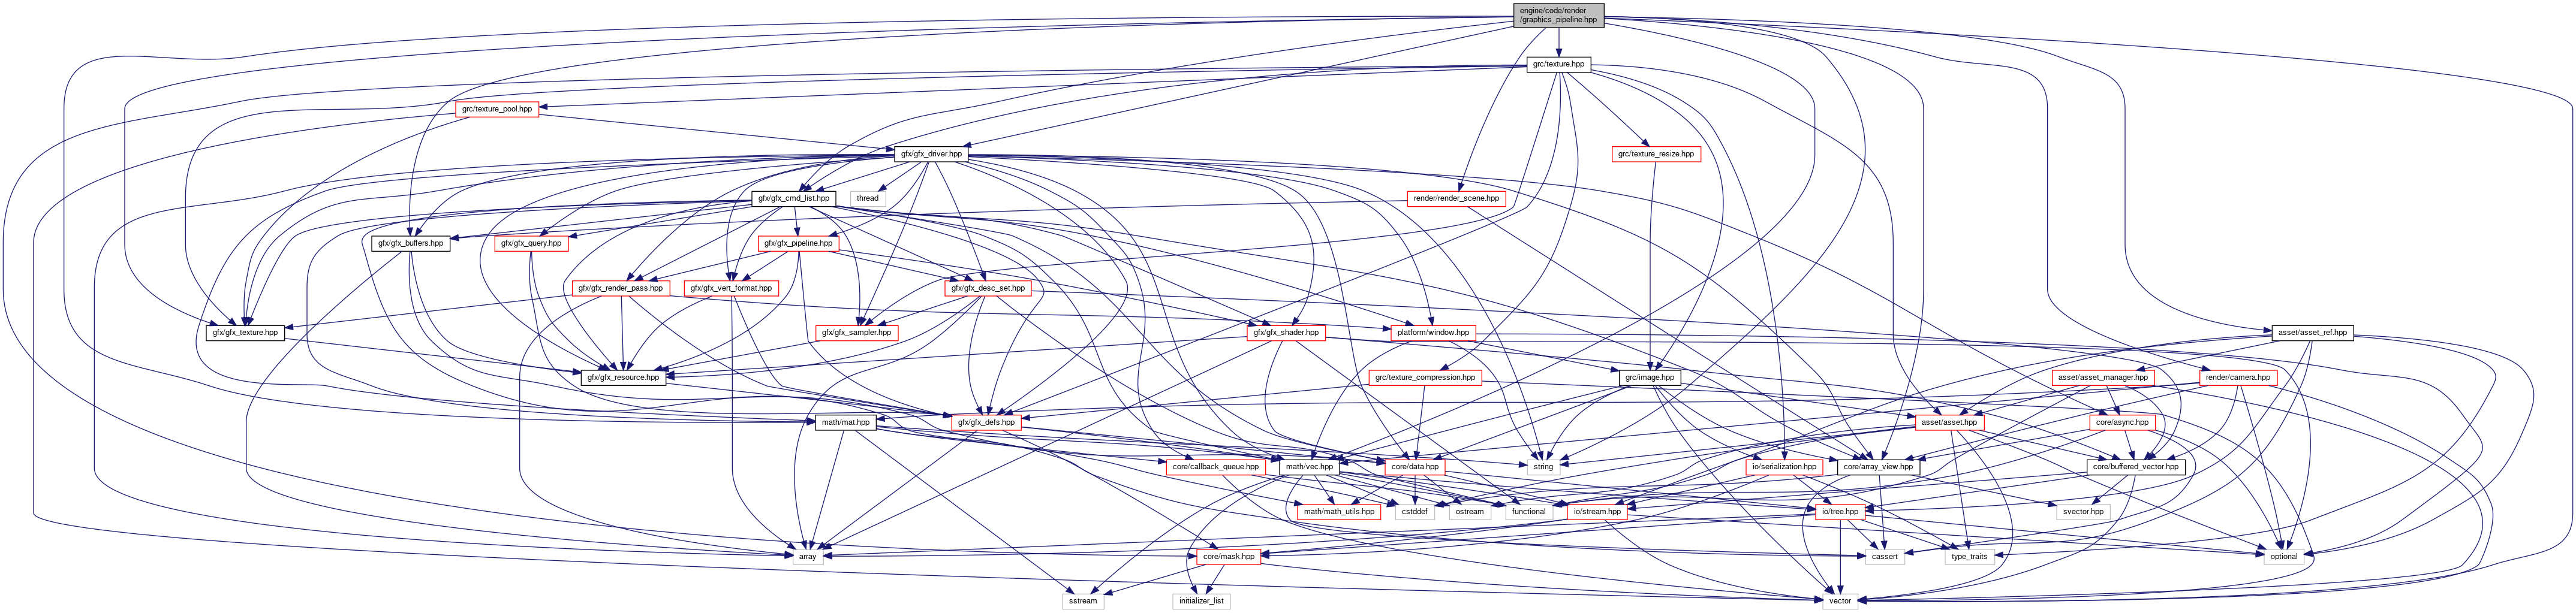 engine/code/render
/graphics_pipeline.hpp
grc/texture.hpp
grc/texture_pool.hpp
gfx/gfx_driver.hpp
grc/texture_resize.hpp
gfx/gfx_cmd_list.hpp
thread
render/render_scene.hpp
gfx/gfx_buffers.hpp
gfx/gfx_query.hpp
gfx/gfx_pipeline.hpp
gfx/gfx_render_pass.hpp
gfx/gfx_vert_format.hpp
gfx/gfx_desc_set.hpp
gfx/gfx_texture.hpp
gfx/gfx_sampler.hpp
gfx/gfx_shader.hpp
platform/window.hpp
asset/asset_ref.hpp
gfx/gfx_resource.hpp
grc/texture_compression.hpp
grc/image.hpp
asset/asset_manager.hpp
render/camera.hpp
math/mat.hpp
gfx/gfx_defs.hpp
asset/asset.hpp
core/async.hpp
string
core/callback_queue.hpp
math/vec.hpp
core/data.hpp
io/serialization.hpp
core/array_view.hpp
core/buffered_vector.hpp
math/math_utils.hpp
cstddef
ostream
functional
io/stream.hpp
io/tree.hpp
svector.hpp
array
core/mask.hpp
cassert
type_traits
optional
sstream
initializer_list
vector